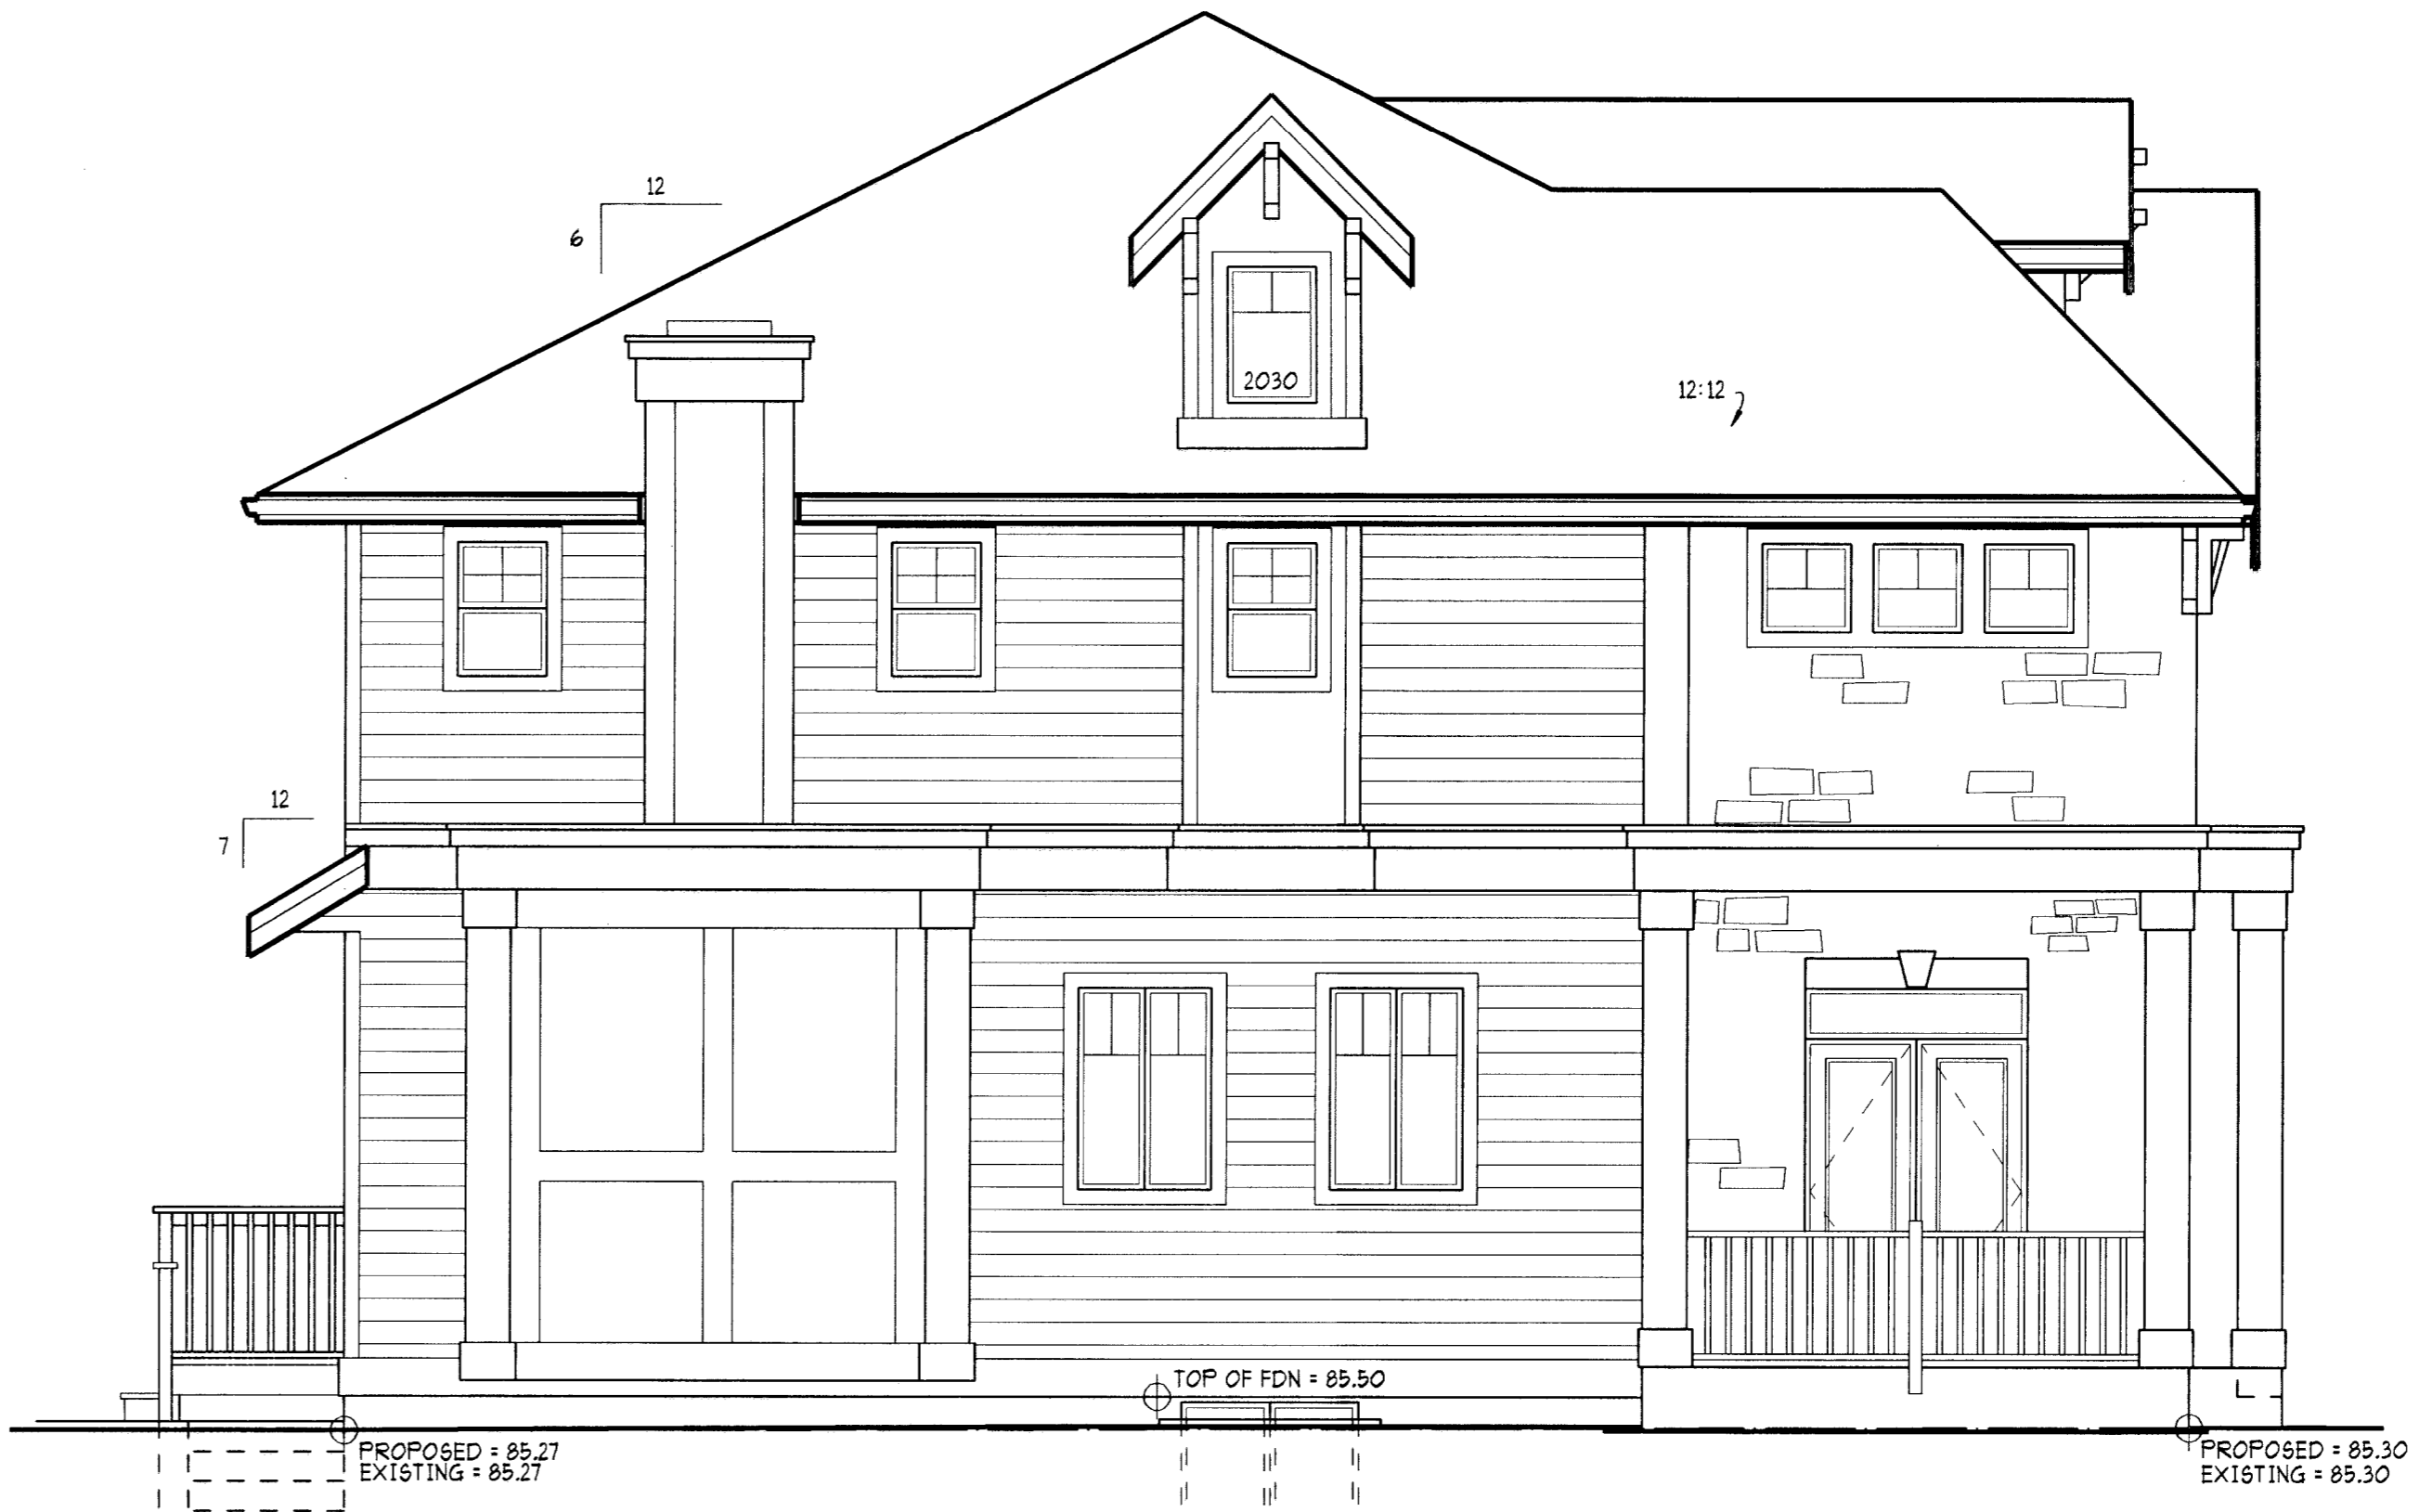 12
6
2030
12:12
12
7
TOP OF FDN = 85.50
PROPOSED = 85.27
EXISTING = 85.27
PROPOSED = 85.30
EXISTING = 85.30